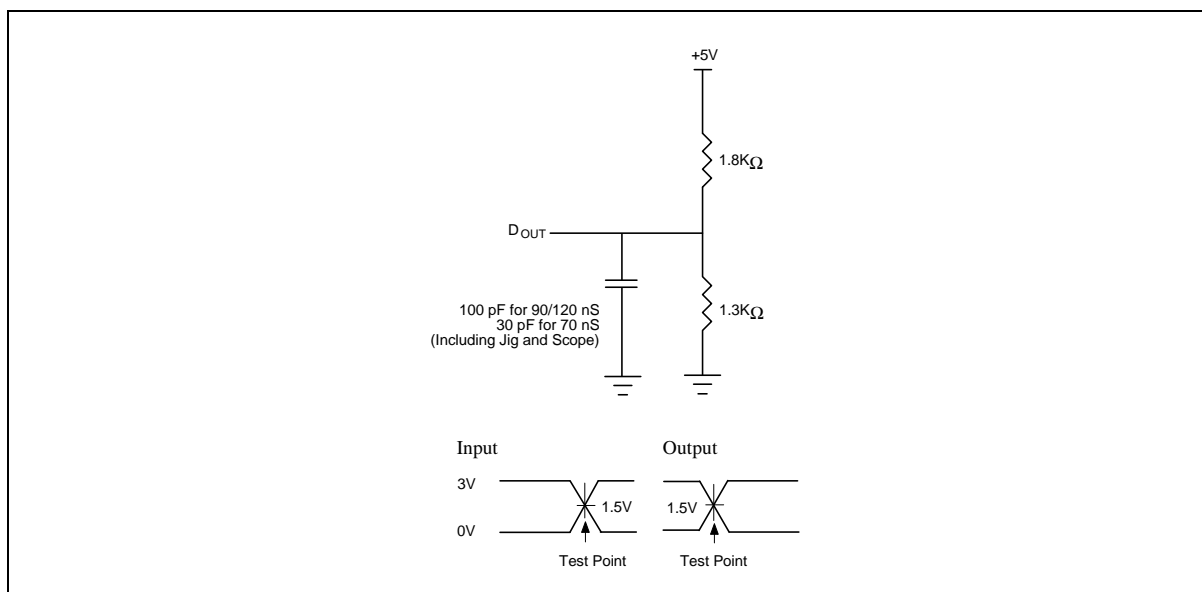 +5V
1.8KΩ
DOUT
100 pF for 90/120 nS
30 pF for 70 nS
(Including Jig and Scope)
1.3KΩ
Input
Output
3V
1.5V
1.5V
0V
Test Point
Test Point